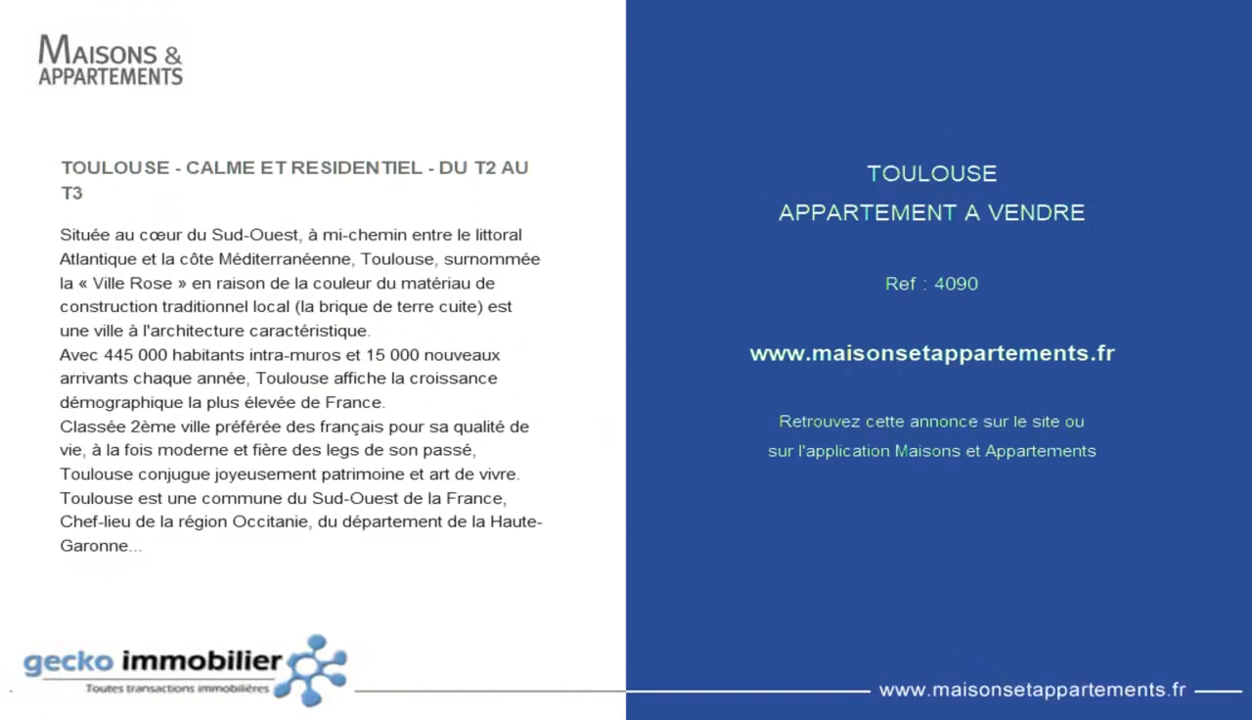 MAISONS &
APPARTEMENTS
TOULOUSE - CALME ET RESIDENTIEL - DU T2 AU
T3
Située au cœur du Sud-Ouest, à mi-chemin entre le littoral
Atlantique et la côte Méditerranéenne, Toulouse, surnommée
la « Ville Rose » en raison de la couleur du matériau de
construction traditionnel local (la brique de terre cuite) est
une ville à l'architecture caractéristique.
Avec 445 000 habitants intra-muros et 15 000 nouveaux
arrivants chaque année, Toulouse affiche la croissance
démographique la plus élevée de France.
Classée 2ème ville préférée des français pour sa qualité de
vie, à la fois moderne et fière des legs de son passé,
Toulouse conjugue joyeusement patrimoine et art de vivre.
Toulouse est une commune du Sud-Ouest de la France,
Chef-lieu de la région Occitanie, du département de la Haute-
Garonne...
gecko immobilier
Toutes transactions immobilières
TOULOUSE
APPARTEMENT A VENDRE
Ref : 4090
www.maisonsetappartements.fr
Retrouvez cette annonce sur le site ou
sur l'application Maisons et Appartements
www.maisonsetappartements.fr